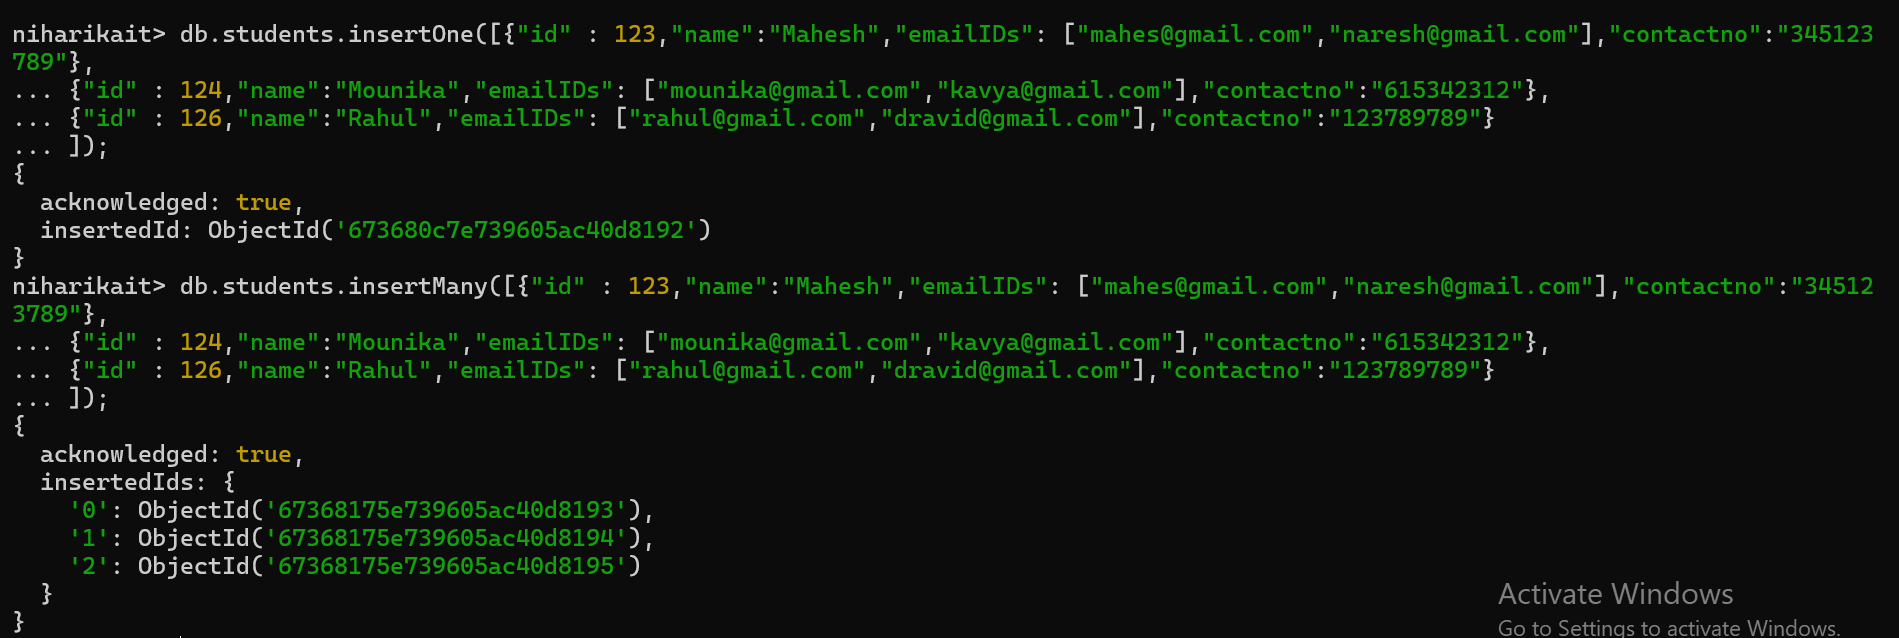 niharikait> db.students.insertOne([{"id" : 123,"name":"Mahesh","emailIDs": ["mahes@gmail.com","naresh@gmail.com"],"contactno":"345123
789"},
... {"id" : 124,"name":"Mounika","emailIDs": ["mounika@gmail.com","kavya@gmail.com"],"contactno":"615342312"},
... {"id" : 126,"name":"Rahul","emailIDs": ["rahul@gmail.com","dravid@gmail.com"],"contactno":"123789789"}
... ]);
{
  acknowledged: true,
  insertedId: ObjectId('673680c7e739605ac40d8192')
}
niharikait> db.students.insertMany([{"id" : 123,"name":"Mahesh","emailIDs": ["mahes@gmail.com","naresh@gmail.com"],"contactno":"34512
3789"},
... {"id" : 124,"name":"Mounika","emailIDs": ["mounika@gmail.com","kavya@gmail.com"],"contactno":"615342312"},
... {"id" : 126,"name":"Rahul","emailIDs": ["rahul@gmail.com","dravid@gmail.com"],"contactno":"123789789"}
... ]);
{
  acknowledged: true,
  insertedIds: {
    '0': ObjectId('67368175e739605ac40d8193'),
    '1': ObjectId('67368175e739605ac40d8194'),
    '2': ObjectId('67368175e739605ac40d8195')
  }
}
Activate Windows
Go to Settings to activate Windows.